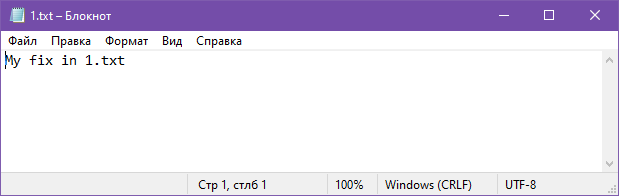 1.txt – Блокнот
Файл Правка Формат Вид Справка
My fix in 1.txt
Стр 1, стлб 1 100% Windows (CRLF) UTF-8